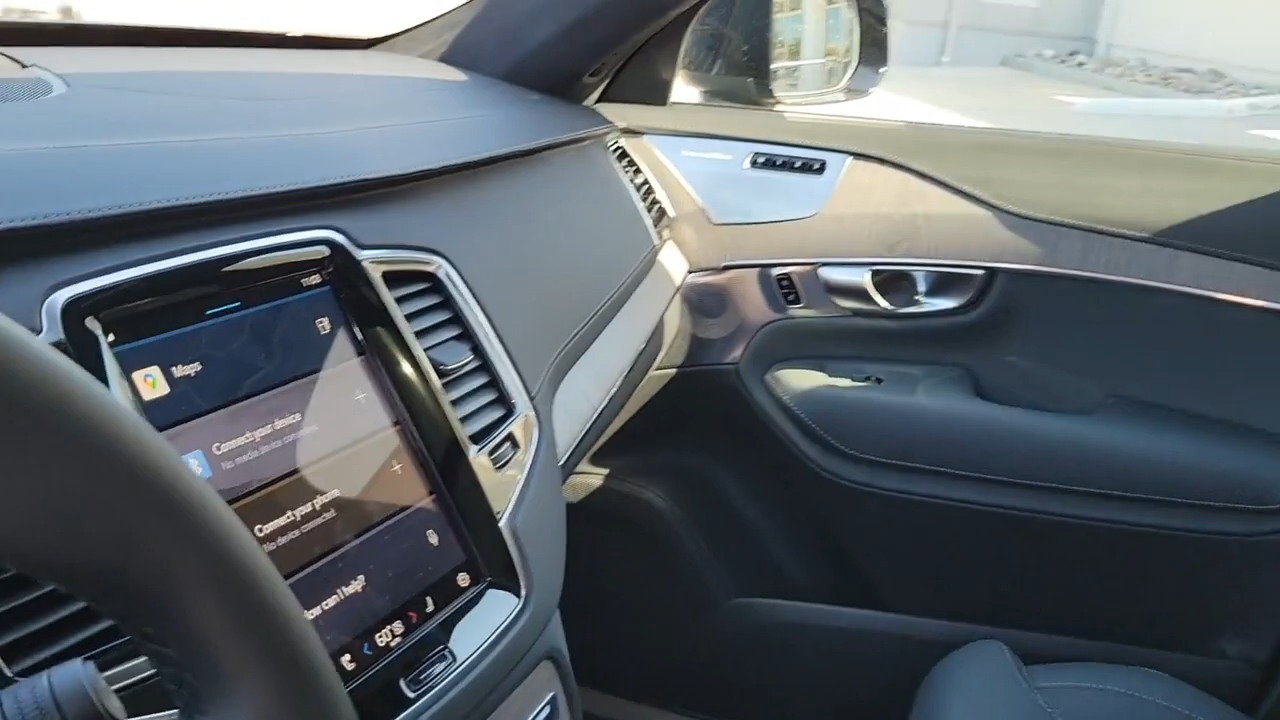 Maps
Connect your device
No media device connected
Connect your phone
No device connected
How can I help?
60°